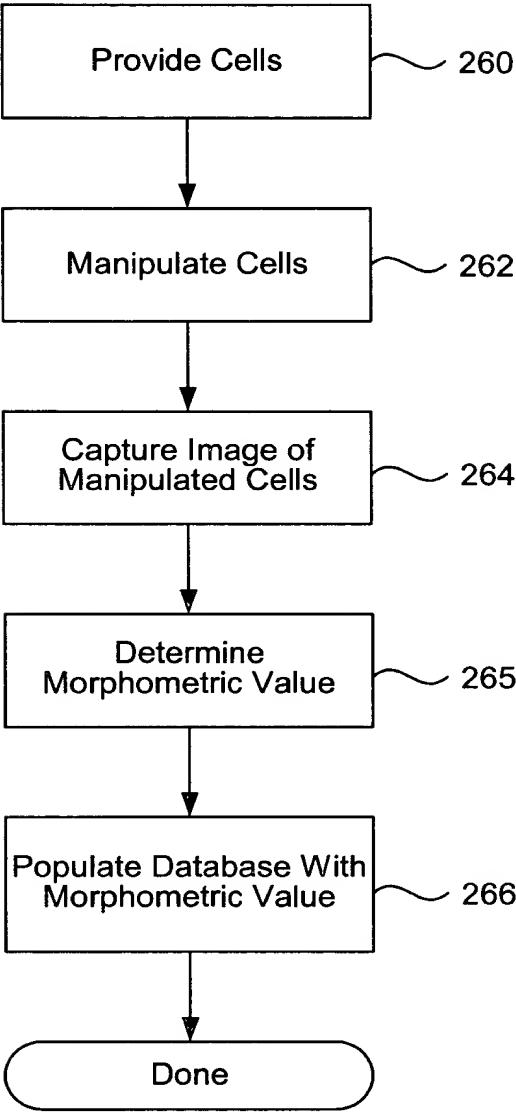 Provide Cells
260
Manipulate Cells
262
Capture Image of
Manipulated Cells
264
Determine
Morphometric Value
265
Populate Database With
Morphometric Value
266
Done